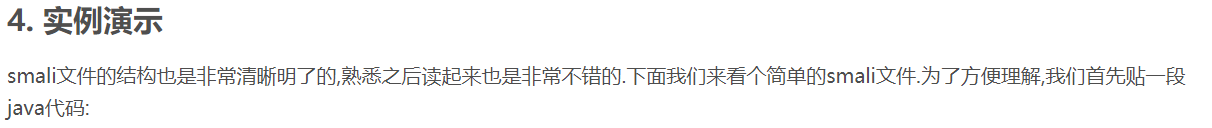 4. 实例演示
smali文件的结构也是非常清晰明了的,熟悉之后读起来也是非常不错的.下面我们来看个简单的smali文件.为了方便理解,我们首先贴一段
java代码: